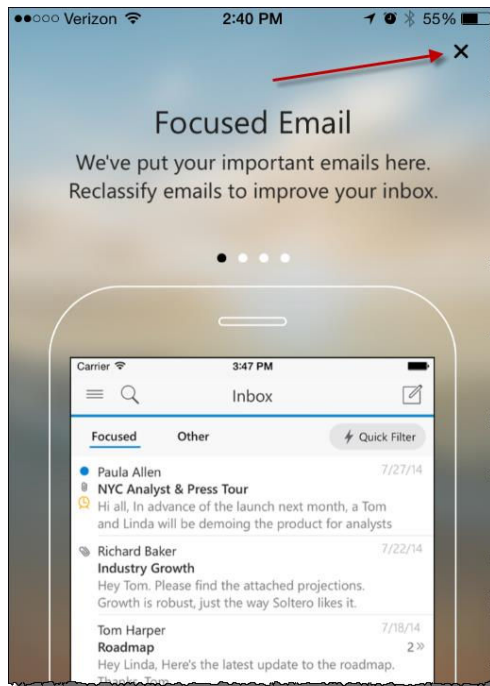 Verizon 2:40 PM 55%
Focused Email
We've put your important emails here.
Reclassify emails to improve your inbox.
Carrier 3:47 PM
Inbox
Focused Other Quick Filter
Paula Allen 7/27/14
NYC Analyst & Press Tour
Hi all, In advance of the launch next month, a Tom
and Linda will be demoing the product for analysts
Richard Baker 7/22/14
Industry Growth
Hey Tom. Please find the attached projections.
Growth is robust, just the way Soltero likes it.
Tom Harper 7/18/14
Roadmap 2»
Hey Linda, Here's the latest update to the roadmap.
Thanks, Tom